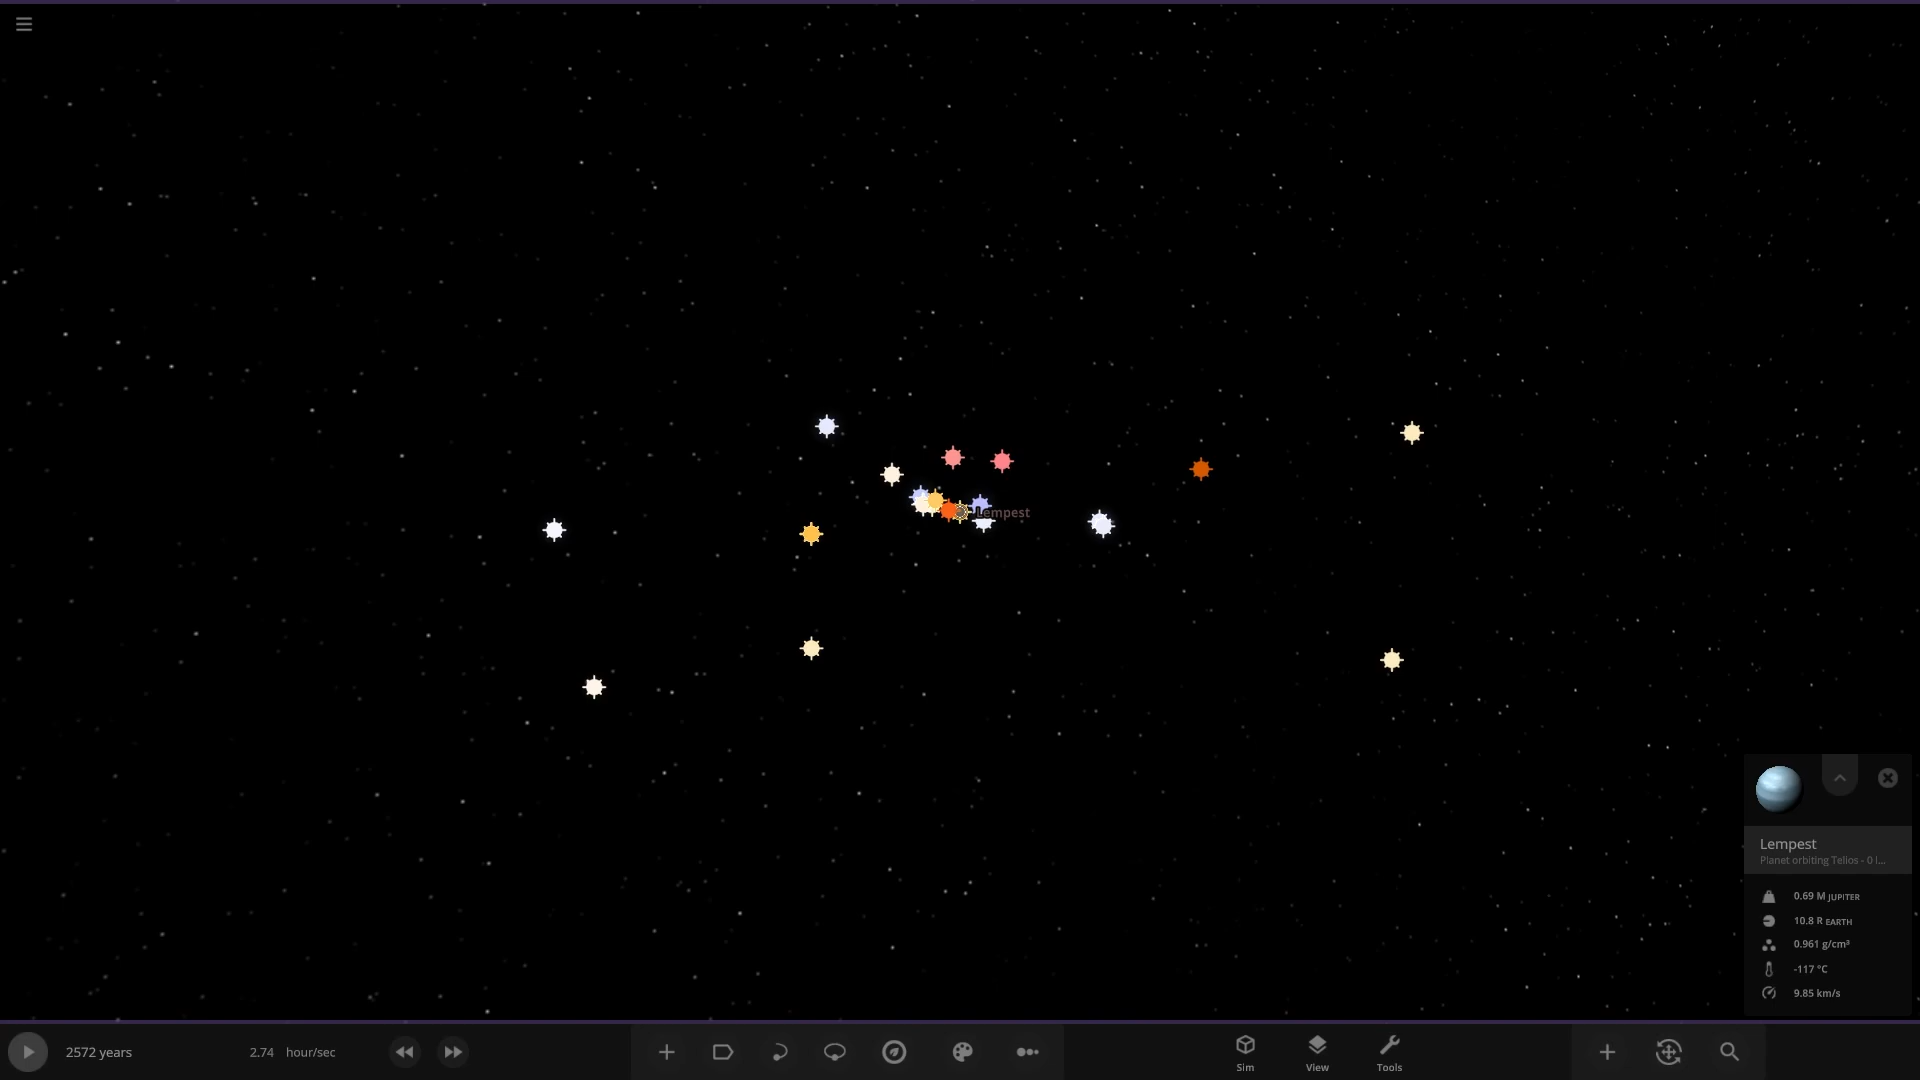 Lempest
Lempest
Planet orbiting Telios - 0 l...
0.69 M JUPITER
10.8 R EARTH
0.961 g/cm³
-117 °C
9.85 km/s
2572 years
2.74 hour/sec
Sim
View
Tools